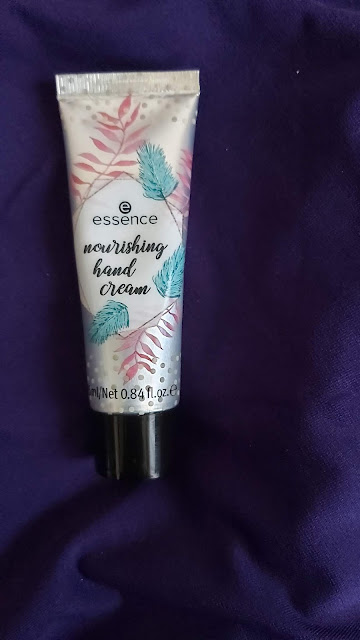 e
essence
nourishing
hand
cream
ml/Net 0.84 fl.oz.e